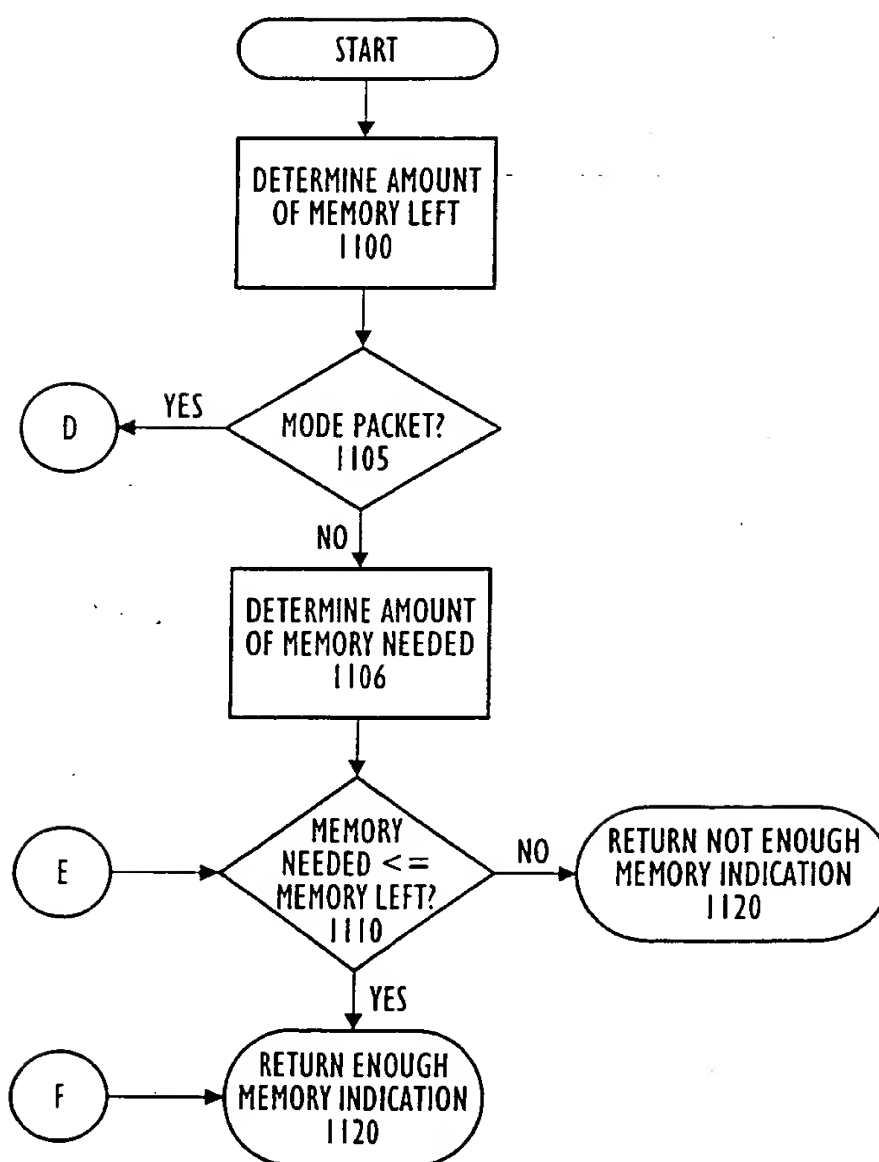 START
DETERMINE AMOUNT
OF MEMORY LEFT
1100
YES
D
MODE PACKET?
1105
NO
DETERMINE AMOUNT
OF MEMORY NEEDED
1106
E
MEMORY
NEEDED <=
MEMORY LEFT?
1110
NO
RETURN NOT ENOUGH
MEMORY INDICATION
1120
YES
F
RETURN ENOUGH
MEMORY INDICATION
1120